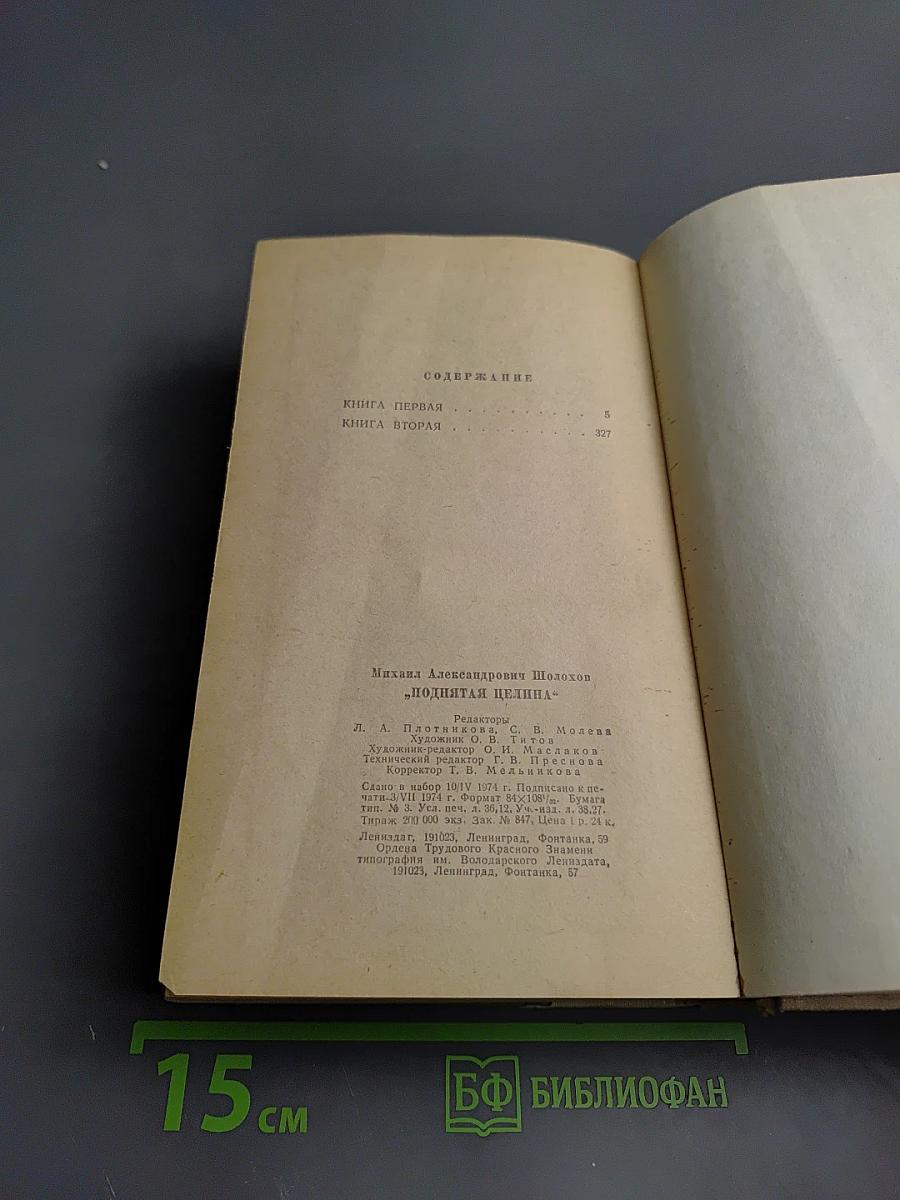 СОДЕРЖАНИЕ
КНИГА ПЕРВАЯ . . . . . . . . . . 5
КНИГА ВТОРАЯ . . . . . . . . . . 327
Михаил Александрович Шолохов
„ПОДНЯТАЯ ЦЕЛИНА“
Редакторы
Л. А. Плотникова, С. В. Молева
Художник О. В. Титов
Художник-редактор О. И. Маслаков
Технический редактор Г. В. Преснова
Корректор Т. В. Мельникова
Сдано в набор 10/IV 1974 г. Подписано к пе-
чати 3/VII 1974 г. Формат 84×108¹/₃₂. Бумага
тип. № 3. Усл. печ. л. 36,12. Уч.-изд. л. 38,27.
Тираж 200 000 экз. Зак. № 847. Цена 1 р. 24 к.
Лениздат, 191023, Ленинград, Фонтанка, 59
Ордена Трудового Красного Знамени
типография им. Володарского Лениздата,
191023, Ленинград, Фонтанка, 57
15 см
БФ БИБЛИОФАН